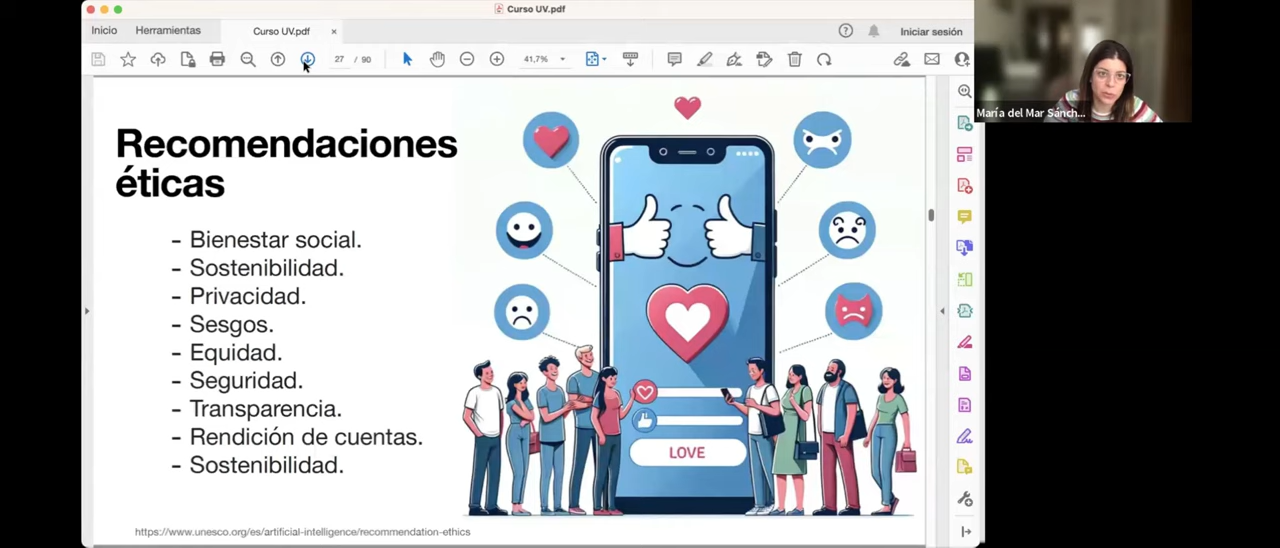 Curso UV.pdf
Inicio
Herramientas
Curso UV.pdf
×
Iniciar sesión
27 / 90
41,7%
María del Mar Sánch...
Recomendaciones
éticas
- Bienestar social.
- Sostenibilidad.
- Privacidad.
- Sesgos.
- Equidad.
- Seguridad.
- Transparencia.
- Rendición de cuentas.
- Sostenibilidad.
LOVE
https://www.unesco.org/es/artificial-intelligence/recommendation-ethics